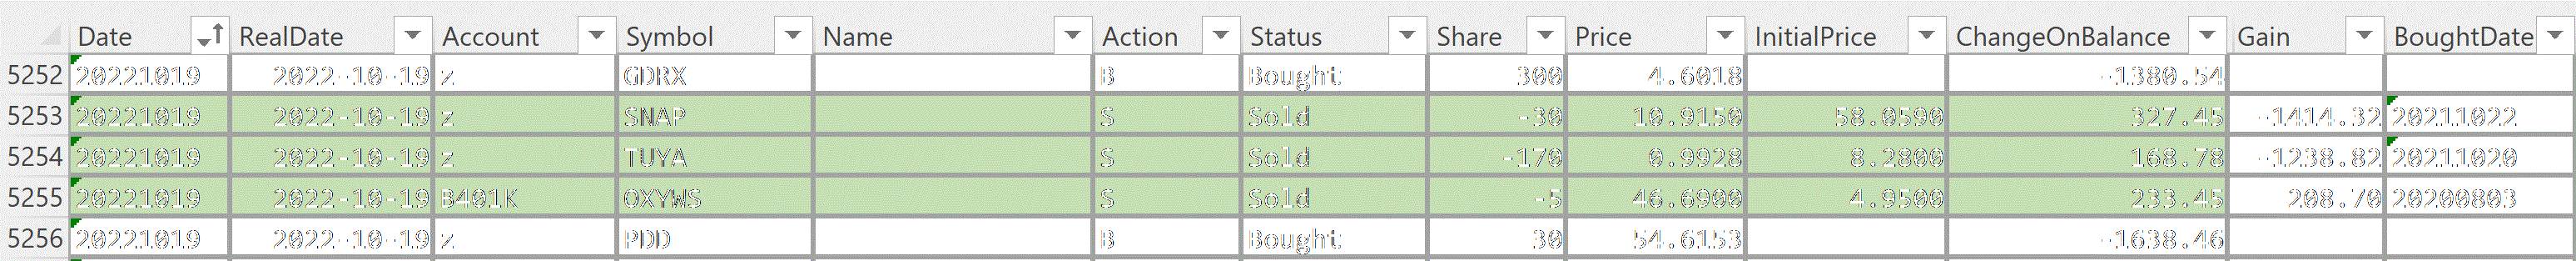 Date RealDate Account Symbol Name Action Status Share Price InitialPrice ChangeOnBalance Gain BoughtDate
5252 20221019 2022-10-19 z GDRX B Bought 300 4.6018 -1380.54
5253 20221019 2022-10-19 z SNAP S Sold -30 10.9150 58.0590 327.45 -1414.32 20211022
5254 20221019 2022-10-19 z TUYA S Sold -170 0.9928 8.2800 168.78 -1238.82 20211020
5255 20221019 2022-10-19 B401K OXYWS S Sold -5 46.6900 4.9500 233.45 208.70 20200803
5256 20221019 2022-10-19 z PDD B Bought 30 54.6153 -1638.46